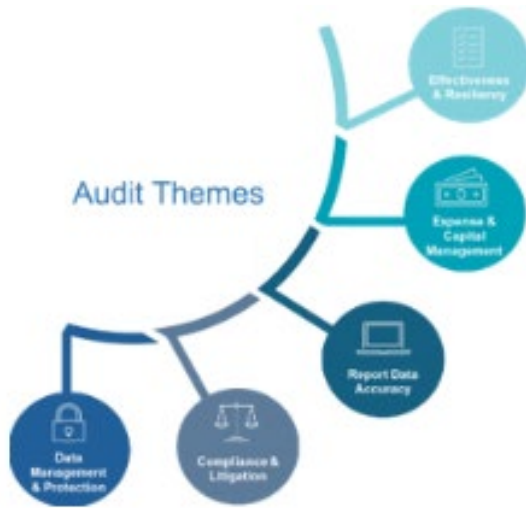 Effectiveness
& Resiliency
Audit Themes
Expense &
Capital
Management
Report Data
Accuracy
Compliance &
Litigation
Data
Management
& Protection